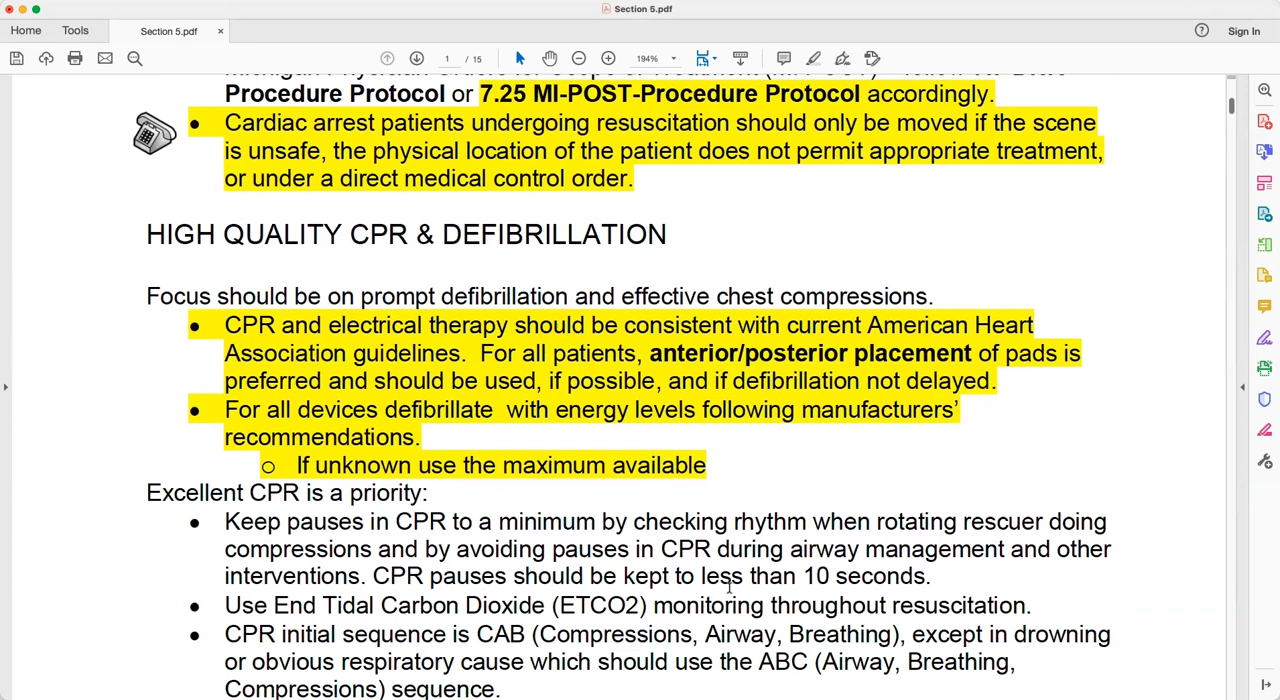 Section 5.pdf
Home Tools Section 5.pdf × Sign In
1 / 15 194%
Procedure Protocol or 7.25 MI-POST-Procedure Protocol accordingly.
• Cardiac arrest patients undergoing resuscitation should only be moved if the scene
is unsafe, the physical location of the patient does not permit appropriate treatment,
or under a direct medical control order.
HIGH QUALITY CPR & DEFIBRILLATION
Focus should be on prompt defibrillation and effective chest compressions.
• CPR and electrical therapy should be consistent with current American Heart
Association guidelines. For all patients, anterior/posterior placement of pads is
preferred and should be used, if possible, and if defibrillation not delayed.
• For all devices defibrillate with energy levels following manufacturers’
recommendations.
o If unknown use the maximum available
Excellent CPR is a priority:
• Keep pauses in CPR to a minimum by checking rhythm when rotating rescuer doing
compressions and by avoiding pauses in CPR during airway management and other
interventions. CPR pauses should be kept to less than 10 seconds.
• Use End Tidal Carbon Dioxide (ETCO2) monitoring throughout resuscitation.
• CPR initial sequence is CAB (Compressions, Airway, Breathing), except in drowning
or obvious respiratory cause which should use the ABC (Airway, Breathing,
Compressions) sequence.